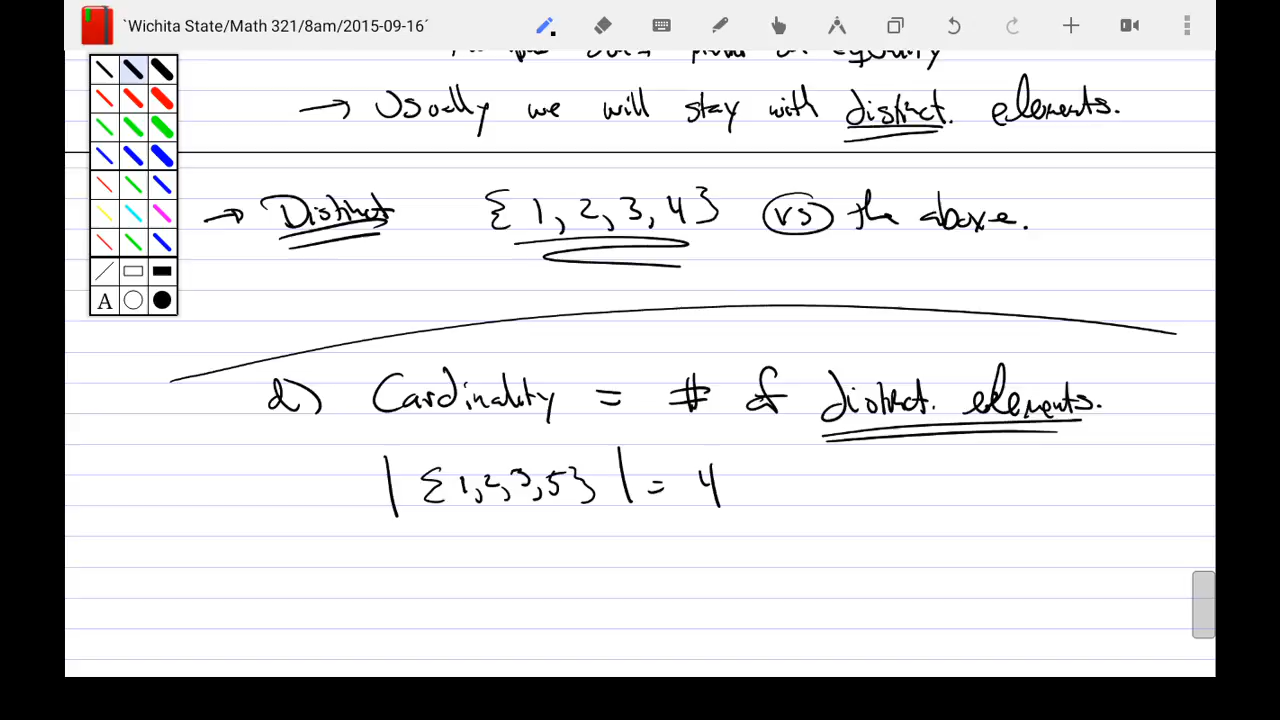 `Wichita State/Math 321/8am/2015-09-16`
→ Usually we will stay with distinct elements.
→ Distinct {1, 2, 3, 4} vs the above.
d) Cardinality = # of distinct elements.
| {1,2,3,5} | = 4
A